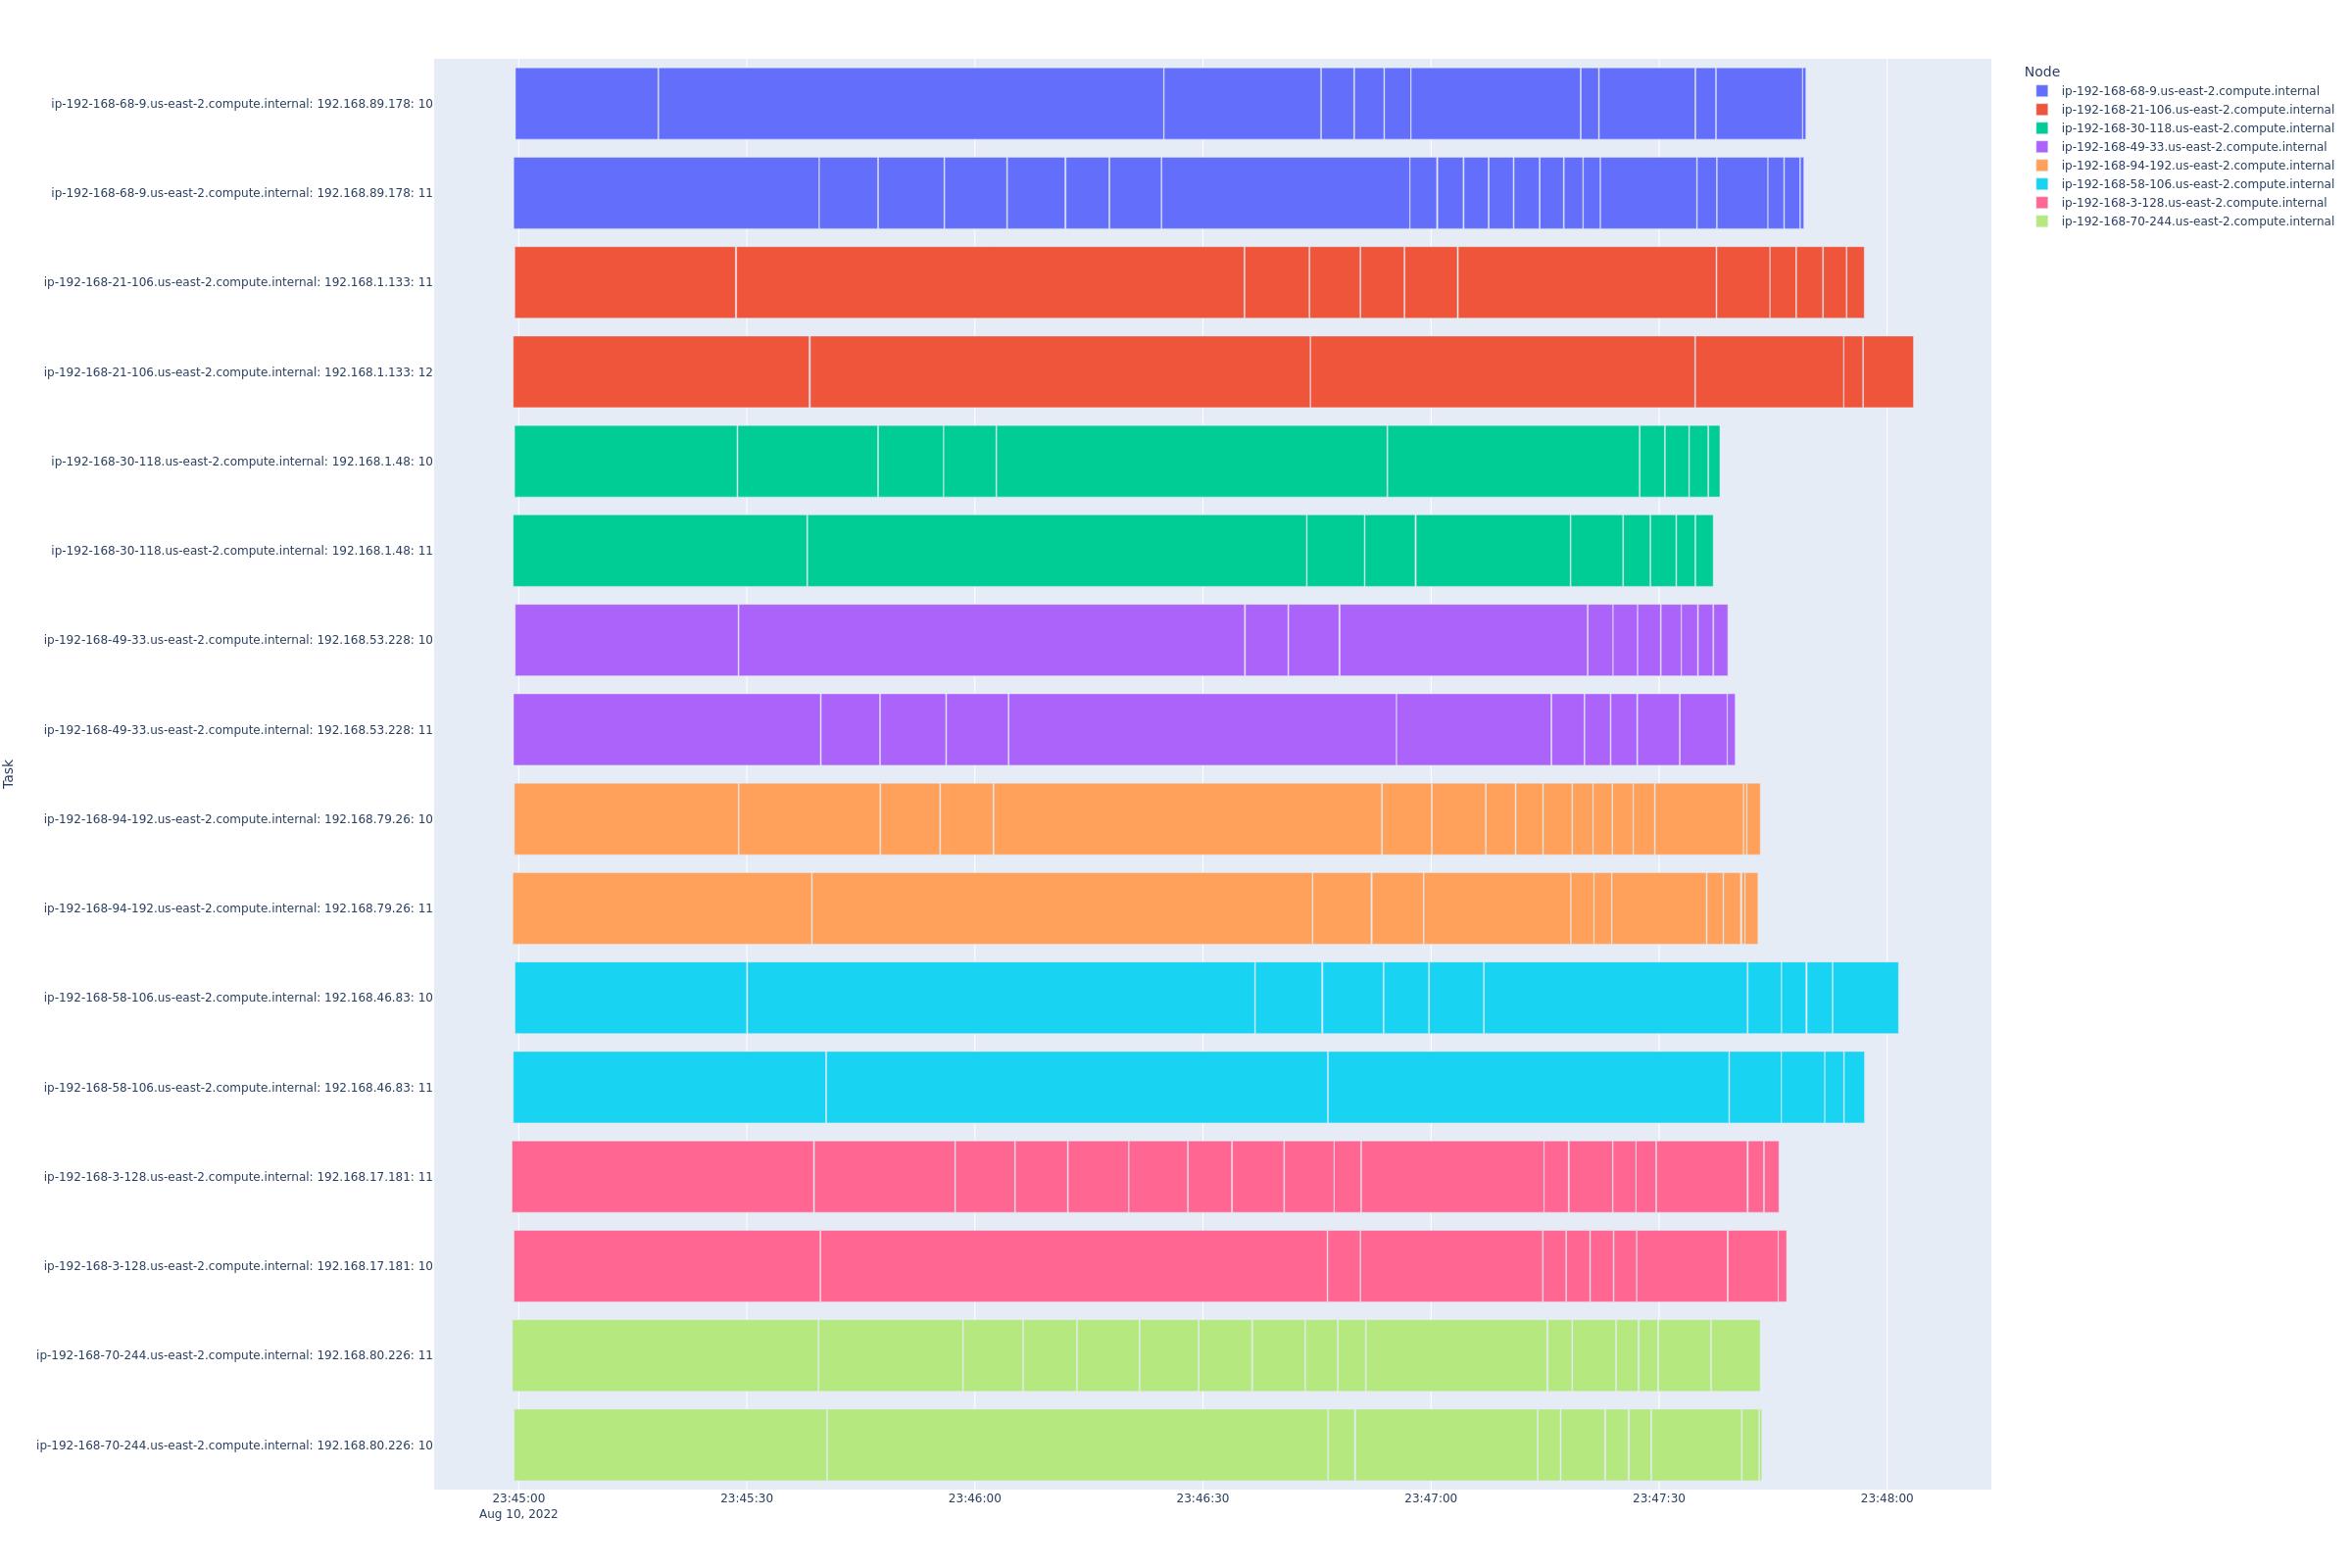 Node
ip-192-168-68-9.us-east-2.compute.internal
ip-192-168-21-106.us-east-2.compute.internal
ip-192-168-30-118.us-east-2.compute.internal
ip-192-168-49-33.us-east-2.compute.internal
ip-192-168-94-192.us-east-2.compute.internal
ip-192-168-58-106.us-east-2.compute.internal
ip-192-168-3-128.us-east-2.compute.internal
ip-192-168-70-244.us-east-2.compute.internal
ip-192-168-68-9.us-east-2.compute.internal: 192.168.89.178: 10
ip-192-168-68-9.us-east-2.compute.internal: 192.168.89.178: 11
ip-192-168-21-106.us-east-2.compute.internal: 192.168.1.133: 11
ip-192-168-21-106.us-east-2.compute.internal: 192.168.1.133: 12
ip-192-168-30-118.us-east-2.compute.internal: 192.168.1.48: 10
ip-192-168-30-118.us-east-2.compute.internal: 192.168.1.48: 11
ip-192-168-49-33.us-east-2.compute.internal: 192.168.53.228: 10
ip-192-168-49-33.us-east-2.compute.internal: 192.168.53.228: 11
Task
ip-192-168-94-192.us-east-2.compute.internal: 192.168.79.26: 10
ip-192-168-94-192.us-east-2.compute.internal: 192.168.79.26: 11
ip-192-168-58-106.us-east-2.compute.internal: 192.168.46.83: 10
ip-192-168-58-106.us-east-2.compute.internal: 192.168.46.83: 11
ip-192-168-3-128.us-east-2.compute.internal: 192.168.17.181: 11
ip-192-168-3-128.us-east-2.compute.internal: 192.168.17.181: 10
ip-192-168-70-244.us-east-2.compute.internal: 192.168.80.226: 11
ip-192-168-70-244.us-east-2.compute.internal: 192.168.80.226: 10
23:45:00 23:45:30 23:46:00 23:46:30 23:47:00 23:47:30 23:48:00
Aug 10, 2022